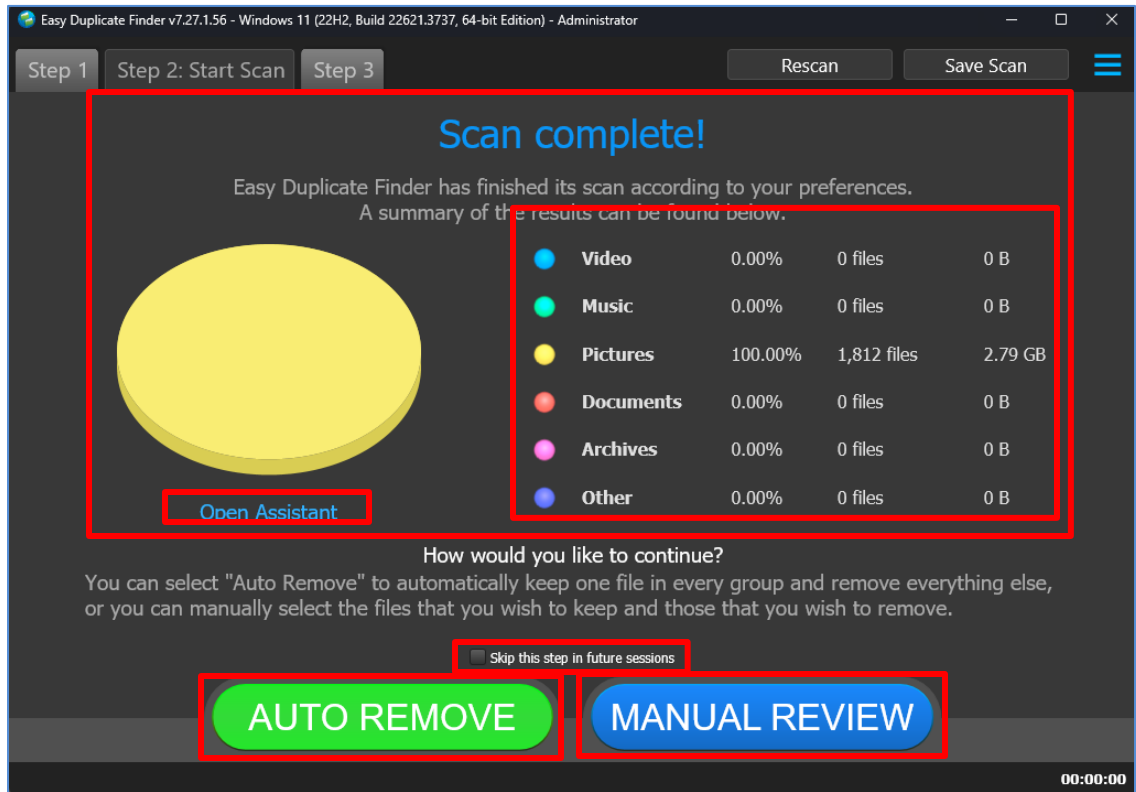 Easy Duplicate Finder v7.27.1.56 - Windows 11 (22H2, Build 22621.3737, 64-bit Edition) - Administrator
Step 1 Step 2: Start Scan Step 3 Rescan Save Scan
Scan complete!
Easy Duplicate Finder has finished its scan according to your preferences.
A summary of the results can be found below.
Video 0.00% 0 files 0 B
Music 0.00% 0 files 0 B
Pictures 100.00% 1,812 files 2.79 GB
Documents 0.00% 0 files 0 B
Archives 0.00% 0 files 0 B
Other 0.00% 0 files 0 B
Open Assistant
How would you like to continue?
You can select "Auto Remove" to automatically keep one file in every group and remove everything else,
or you can manually select the files that you wish to keep and those that you wish to remove.
Skip this step in future sessions
AUTO REMOVE MANUAL REVIEW
00:00:00